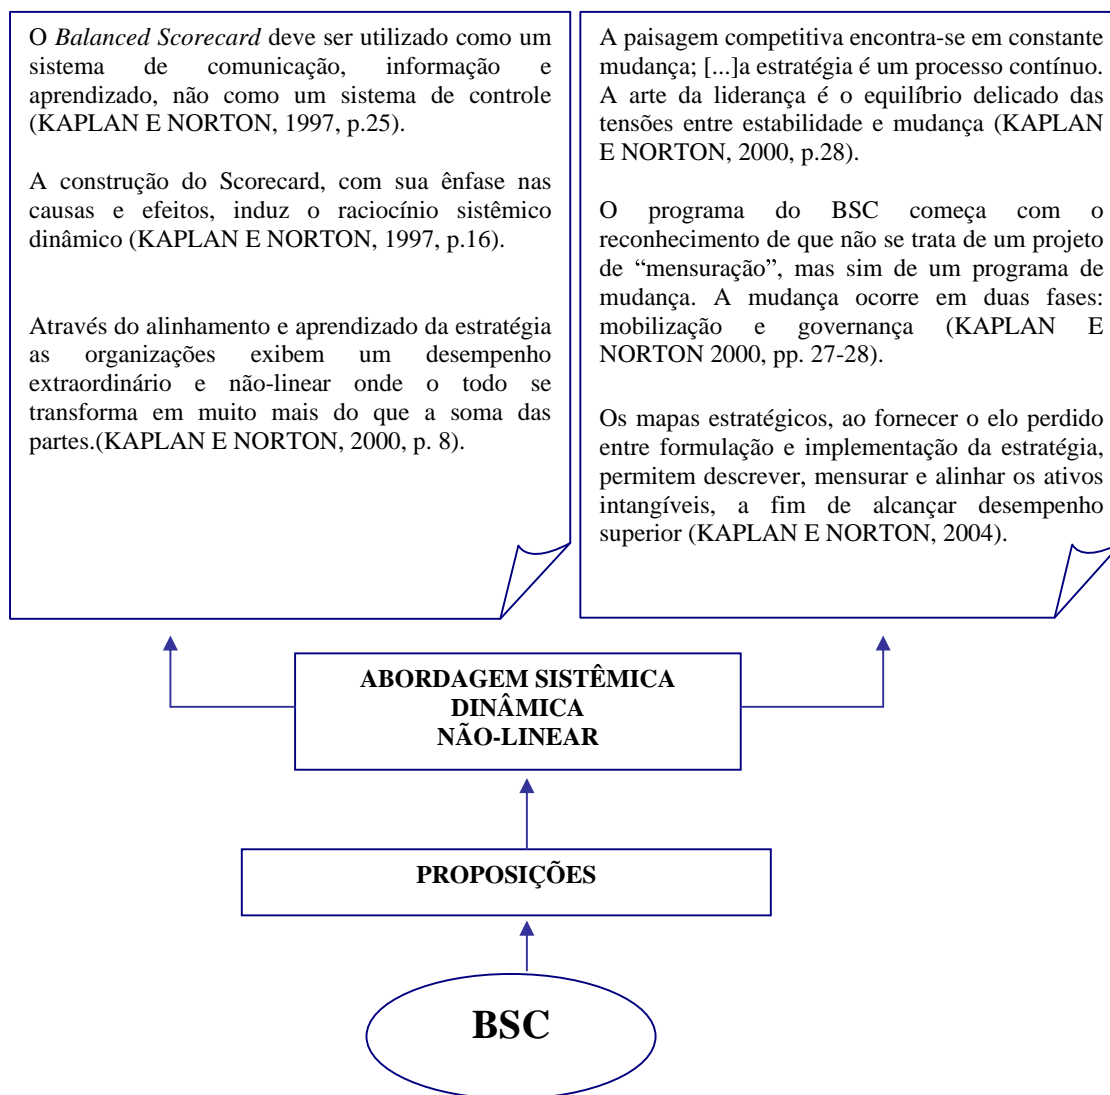 O Balanced Scorecard deve ser utilizado como um
sistema de comunicação, informação e
aprendizado, não como um sistema de controle
(KAPLAN E NORTON, 1997, p.25).
A construção do Scorecard, com sua ênfase nas
causas e efeitos, induz o raciocínio sistêmico
dinâmico (KAPLAN E NORTON, 1997, p.16).
Através do alinhamento e aprendizado da estratégia
as organizações exibem um desempenho
extraordinário e não-linear onde o todo se
transforma em muito mais do que a soma das
partes.(KAPLAN E NORTON, 2000, p. 8).
A paisagem competitiva encontra-se em constante
mudança; [...]a estratégia é um processo contínuo.
A arte da liderança é o equilíbrio delicado das
tensões entre estabilidade e mudança (KAPLAN
E NORTON, 2000, p.28).
O programa do BSC começa com o
reconhecimento de que não se trata de um projeto
de “mensuração”, mas sim de um programa de
mudança. A mudança ocorre em duas fases:
mobilização e governança (KAPLAN E
NORTON 2000, pp. 27-28).
Os mapas estratégicos, ao fornecer o elo perdido
entre formulação e implementação da estratégia,
permitem descrever, mensurar e alinhar os ativos
intangíveis, a fim de alcançar desempenho
superior (KAPLAN E NORTON, 2004).
ABORDAGEM SISTÊMICA
DINÂMICA
NÃO-LINEAR
PROPOSIÇÕES
BSC